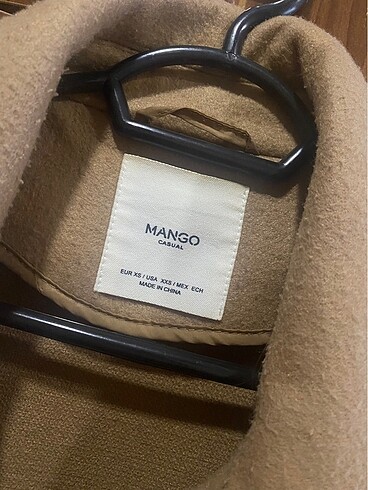 MANGO
CASUAL
EUR XS / USA XXS / MEX ECH
MADE IN CHINA